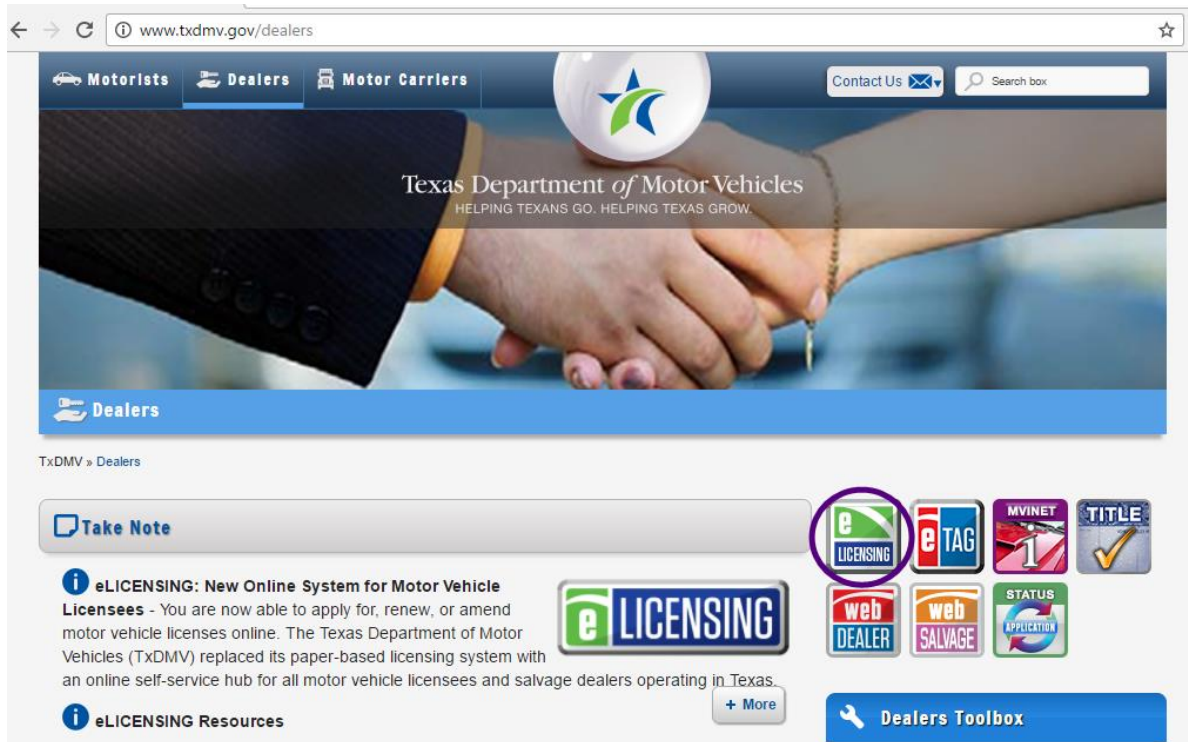 www.txdmv.gov/dealers
Motorists Dealers Motor Carriers
Contact Us
Search box
Texas Department of Motor Vehicles
HELPING TEXANS GO. HELPING TEXAS GROW.
Dealers
TxDMV » Dealers
Take Note
e LICENSING
e TAG
MVINET
i
TITLE
i eLICENSING: New Online System for Motor Vehicle
Licensees - You are now able to apply for, renew, or amend
motor vehicle licenses online. The Texas Department of Motor
Vehicles (TxDMV) replaced its paper-based licensing system with
an online self-service hub for all motor vehicle licensees and salvage dealers operating in Texas.
e LICENSING
web DEALER
web SALVAGE
STATUS
APPLICATION
+ More
i eLICENSING Resources
Dealers Toolbox